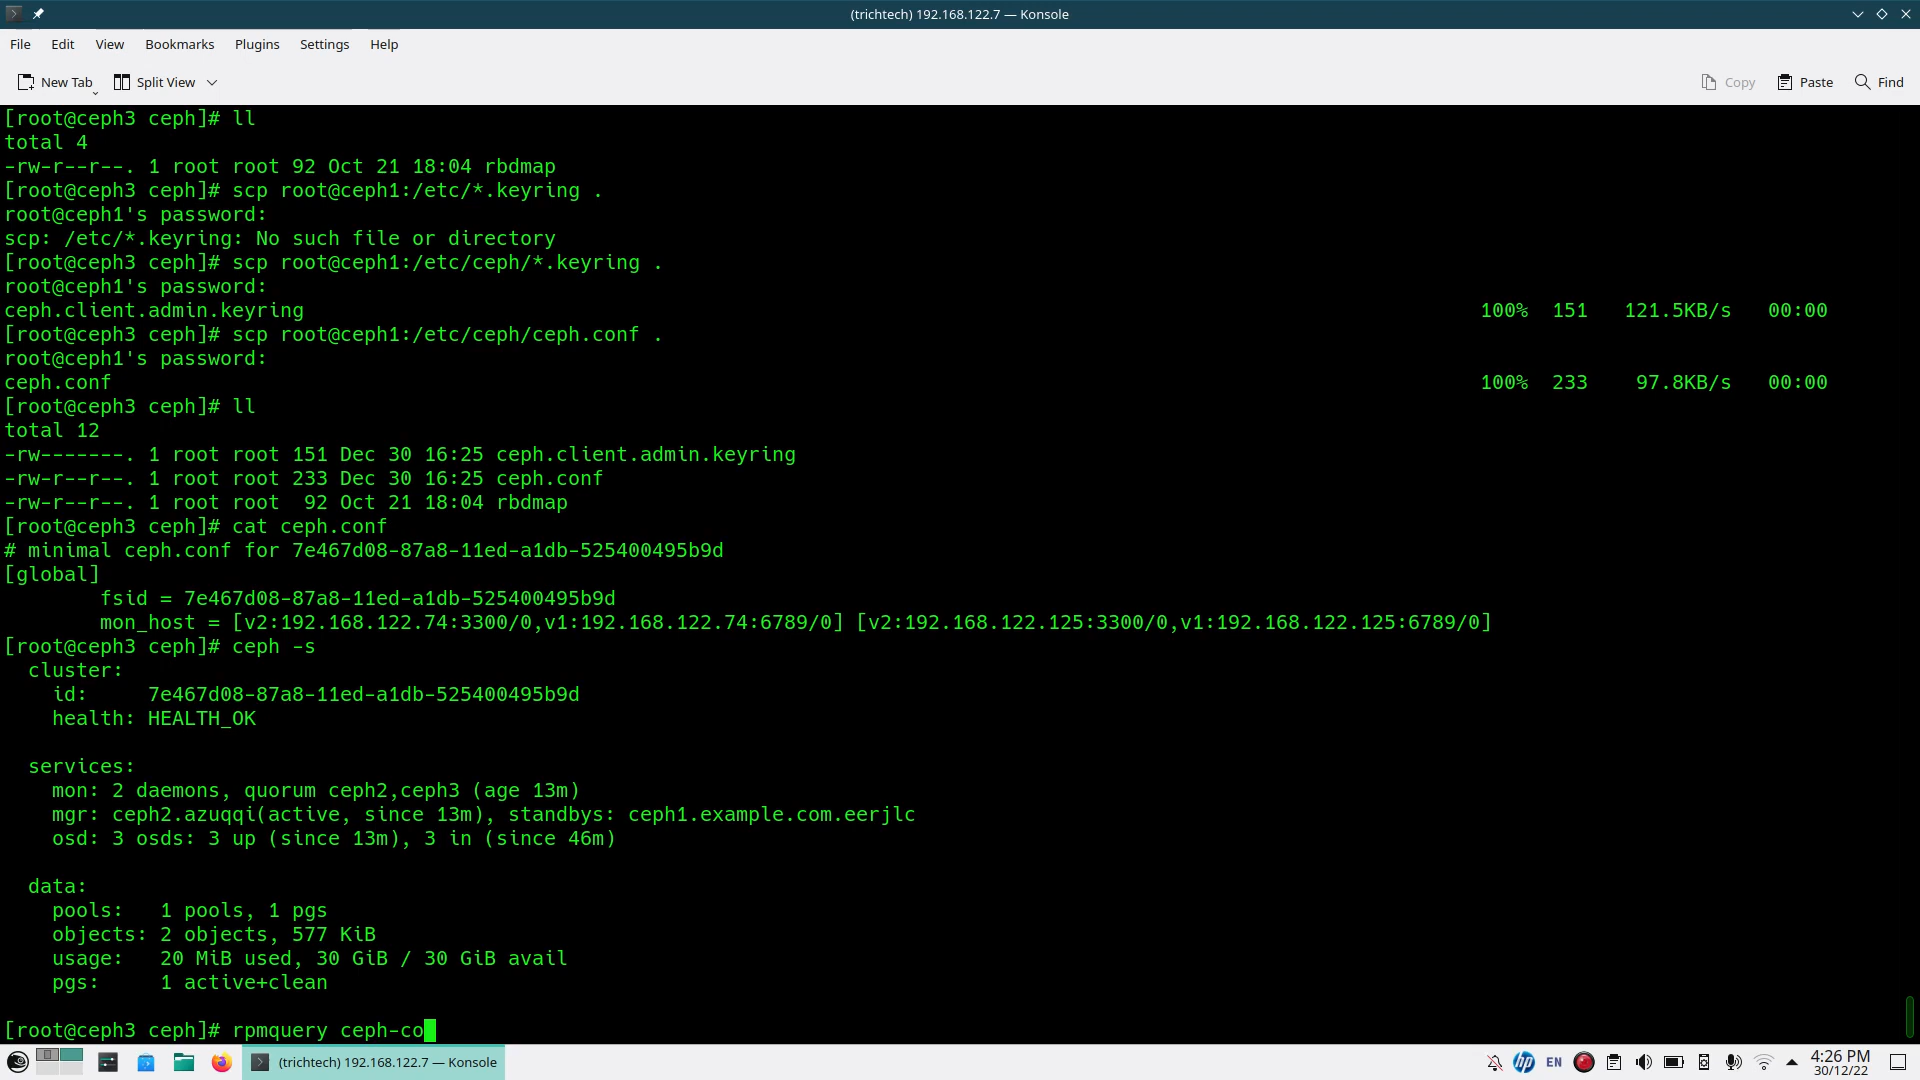 (trichtech) 192.168.122.7 — Konsole
File Edit View Bookmarks Plugins Settings Help
New Tab Split View Copy Paste Find
[root@ceph3 ceph]# ll
total 4
-rw-r--r--. 1 root root 92 Oct 21 18:04 rbdmap
[root@ceph3 ceph]# scp root@ceph1:/etc/*.keyring .
root@ceph1's password:
scp: /etc/*.keyring: No such file or directory
[root@ceph3 ceph]# scp root@ceph1:/etc/ceph/*.keyring .
root@ceph1's password:
ceph.client.admin.keyring 100% 151 121.5KB/s 00:00
[root@ceph3 ceph]# scp root@ceph1:/etc/ceph/ceph.conf .
root@ceph1's password:
ceph.conf 100% 233 97.8KB/s 00:00
[root@ceph3 ceph]# ll
total 12
-rw-------. 1 root root 151 Dec 30 16:25 ceph.client.admin.keyring
-rw-r--r--. 1 root root 233 Dec 30 16:25 ceph.conf
-rw-r--r--. 1 root root  92 Oct 21 18:04 rbdmap
[root@ceph3 ceph]# cat ceph.conf
# minimal ceph.conf for 7e467d08-87a8-11ed-a1db-525400495b9d
[global]
        fsid = 7e467d08-87a8-11ed-a1db-525400495b9d
        mon_host = [v2:192.168.122.74:3300/0,v1:192.168.122.74:6789/0] [v2:192.168.122.125:3300/0,v1:192.168.122.125:6789/0]
[root@ceph3 ceph]# ceph -s
  cluster:
    id:     7e467d08-87a8-11ed-a1db-525400495b9d
    health: HEALTH_OK
  services:
    mon: 2 daemons, quorum ceph2,ceph3 (age 13m)
    mgr: ceph2.azuqqi(active, since 13m), standbys: ceph1.example.com.eerjlc
    osd: 3 osds: 3 up (since 13m), 3 in (since 46m)
  data:
    pools:   1 pools, 1 pgs
    objects: 2 objects, 577 KiB
    usage:   20 MiB used, 30 GiB / 30 GiB avail
    pgs:     1 active+clean
[root@ceph3 ceph]# rpmquery ceph-co
(trichtech) 192.168.122.7 — Konsole hp EN 4:26 PM
30/12/22